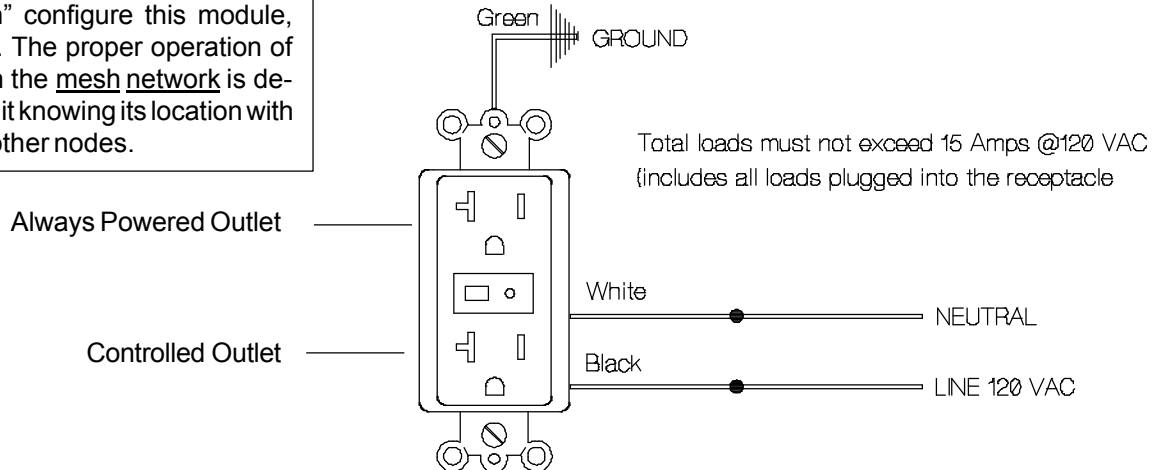 configure this module,
The proper operation of
the mesh network is de-
it knowing its location with
other nodes.
Green
GROUND
Total loads must not exceed 15 Amps @120 VAC
(includes all loads plugged into the receptacle
Always Powered Outlet
White
NEUTRAL
Controlled Outlet
Black
LINE 120 VAC